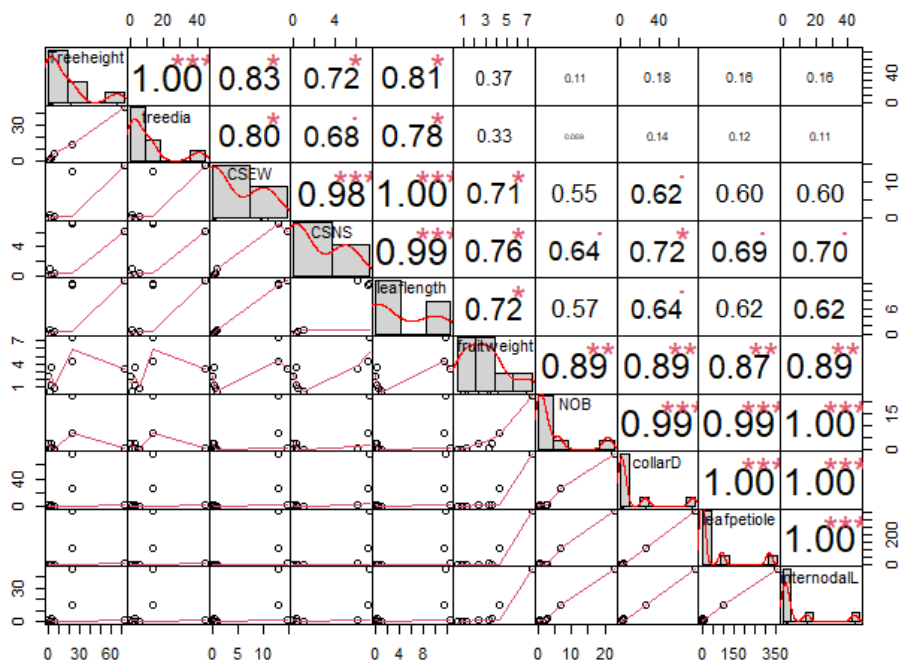 0 20 40 0 4 1 3 5 7 0 40 0 20 40
Treeheight 1.00*** 0.83* 0.72* 0.81* 0.37 0.11 0.18 0.16 0.16 0 40
0 30 treedia 0.80* 0.68. 0.78* 0.33 0.069 0.14 0.12 0.11
CSEW 0.98*** 1.00*** 0.71* 0.55 0.62. 0.60 0.60 0 10
0 4 CSNS 0.99*** 0.76* 0.64. 0.72* 0.69. 0.70.
leaflength 0.72* 0.57 0.64. 0.62 0.62 0 6
1 4 7 fruitweight 0.89** 0.89** 0.87** 0.89**
NOB 0.99*** 0.99*** 1.00*** 0 15
0 40 collarD 1.00*** 1.00***
leafpetiole 1.00*** 0 200
0 30 internodalL
0 30 60 0 5 10 0 4 8 0 10 20 0 150 350